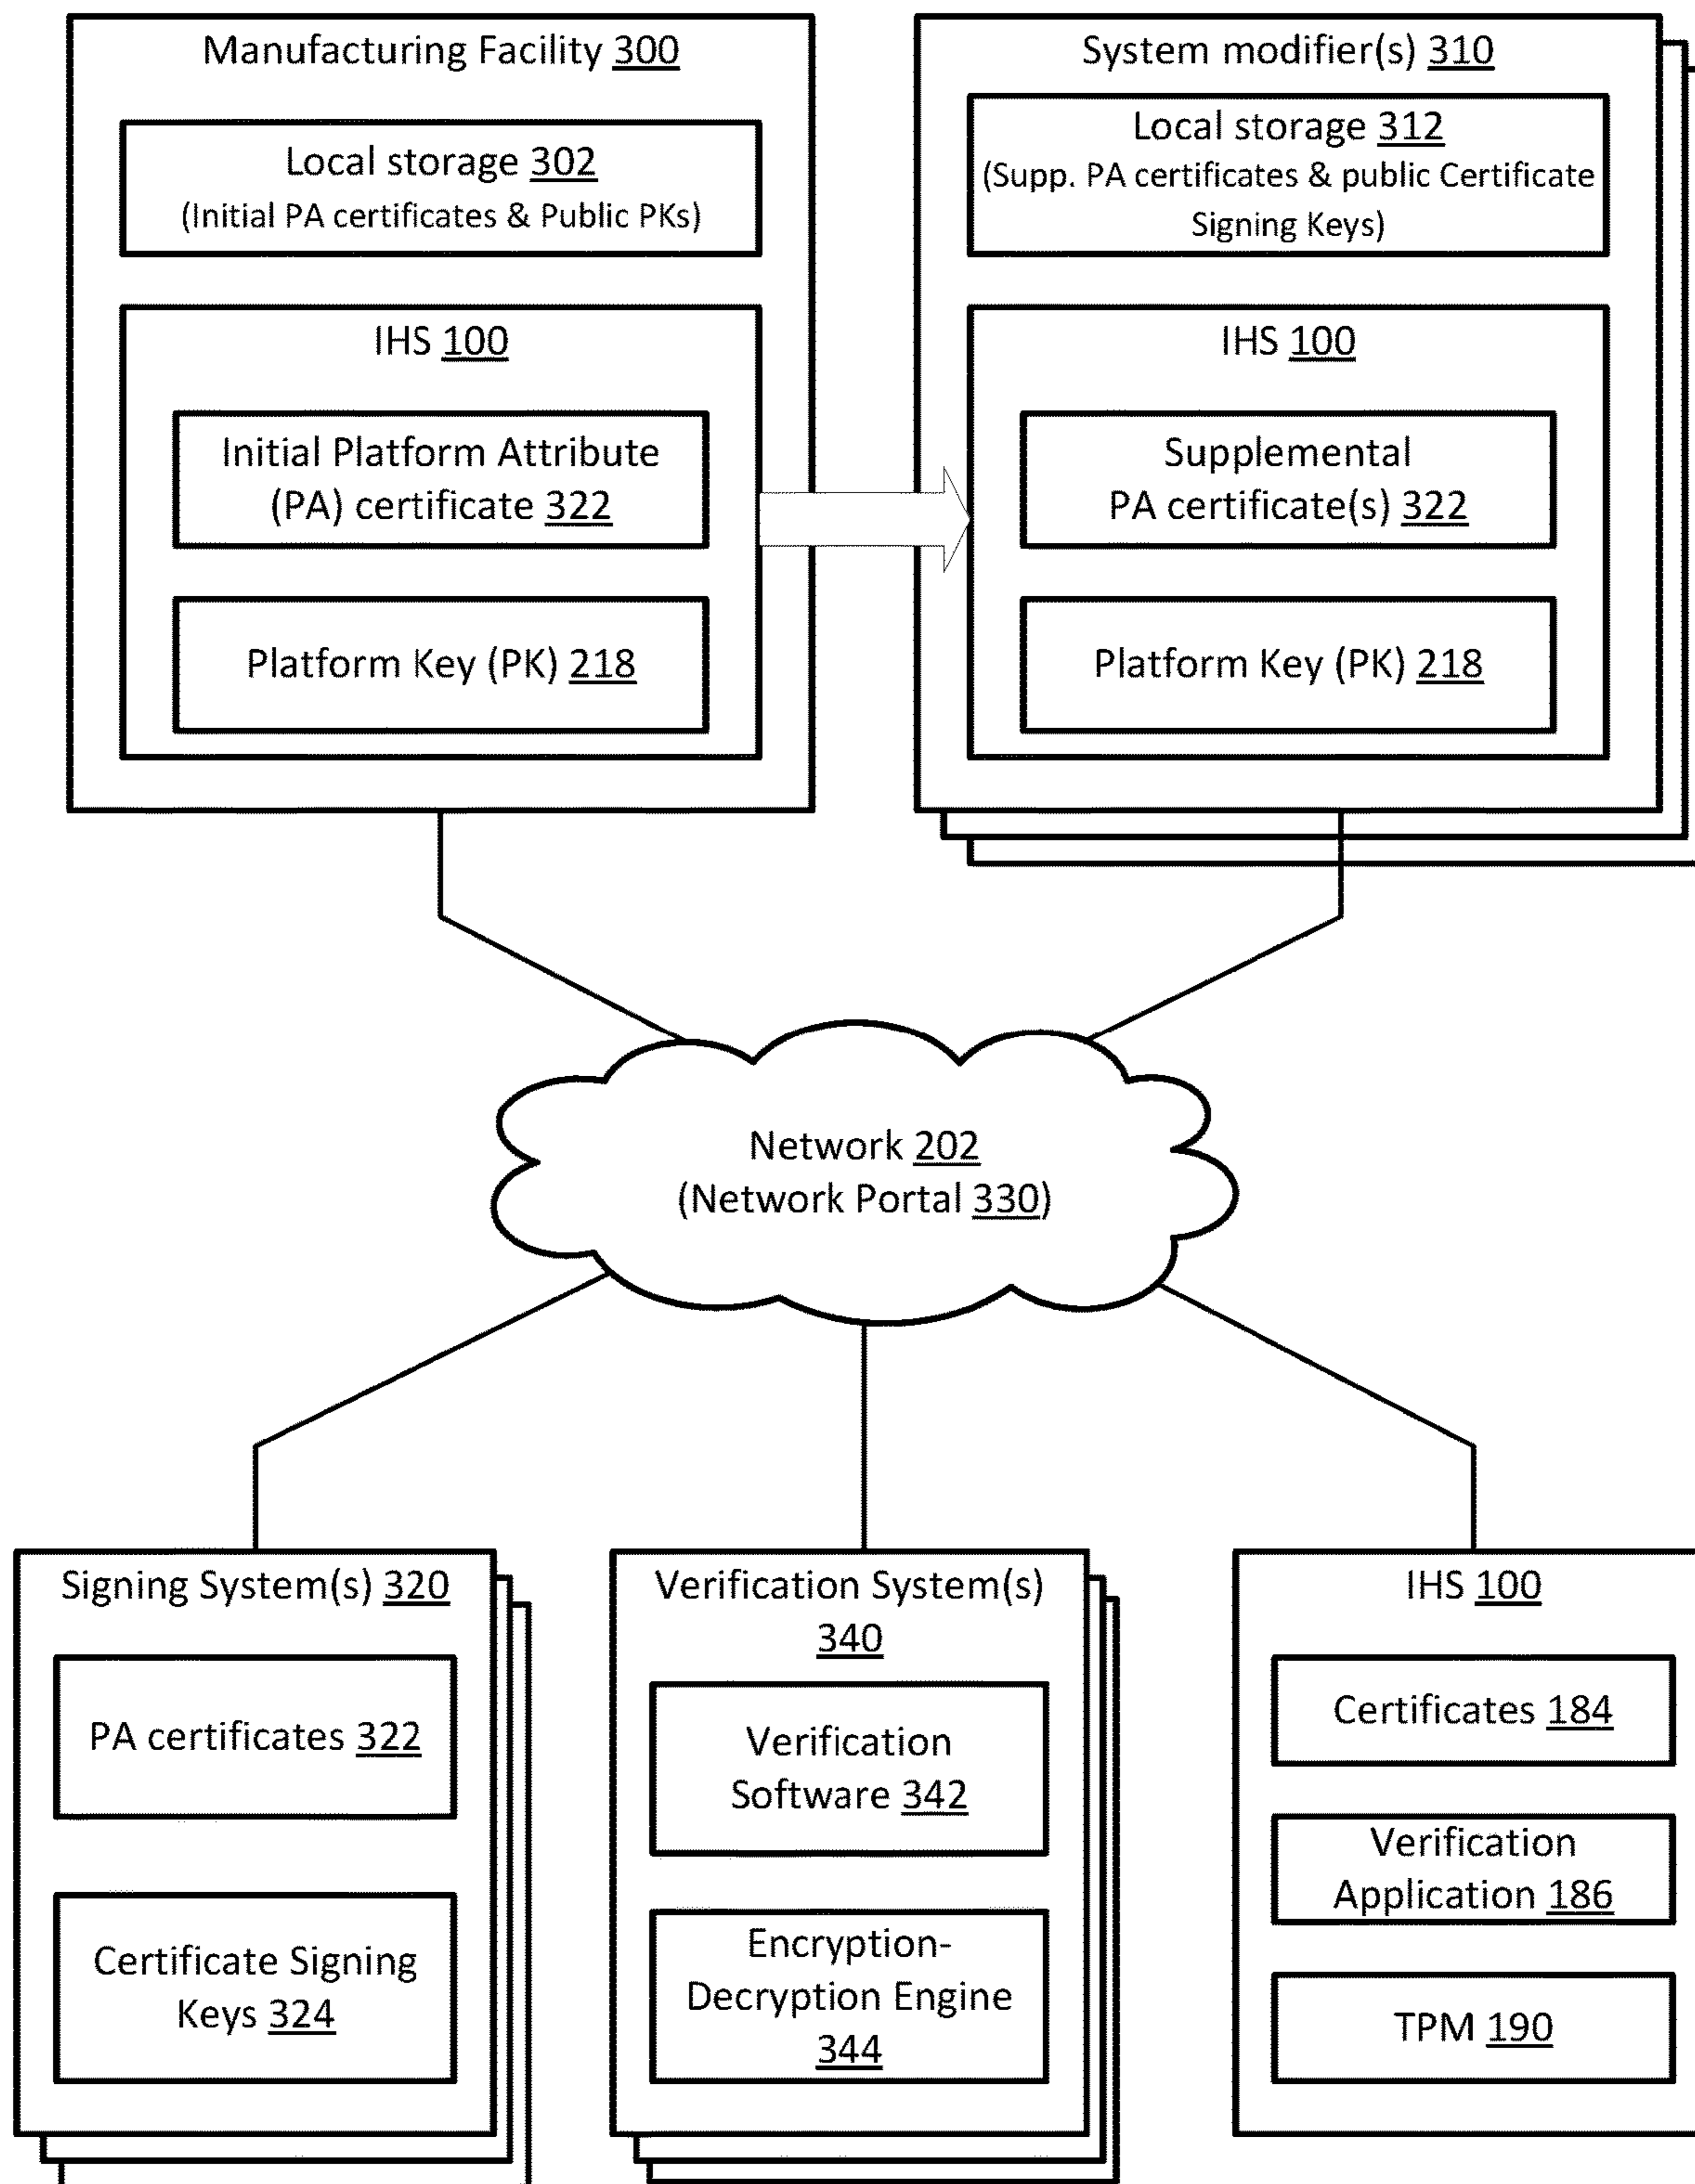 Manufacturing Facility 300
Local storage 302
(Initial PA certificates & Public PKs)
IHS 100
Initial Platform Attribute
(PA) certificate 322
Platform Key (PK) 218
System modifier(s) 310
Local storage 312
(Supp. PA certificates & public Certificate
Signing Keys)
IHS 100
Supplemental
PA certificate(s) 322
Platform Key (PK) 218
Network 202
(Network Portal 330)
Signing System(s) 320
PA certificates 322
Certificate Signing
Keys 324
Verification System(s)
340
Verification
Software 342
Encryption-
Decryption Engine
344
IHS 100
Certificates 184
Verification
Application 186
TPM 190